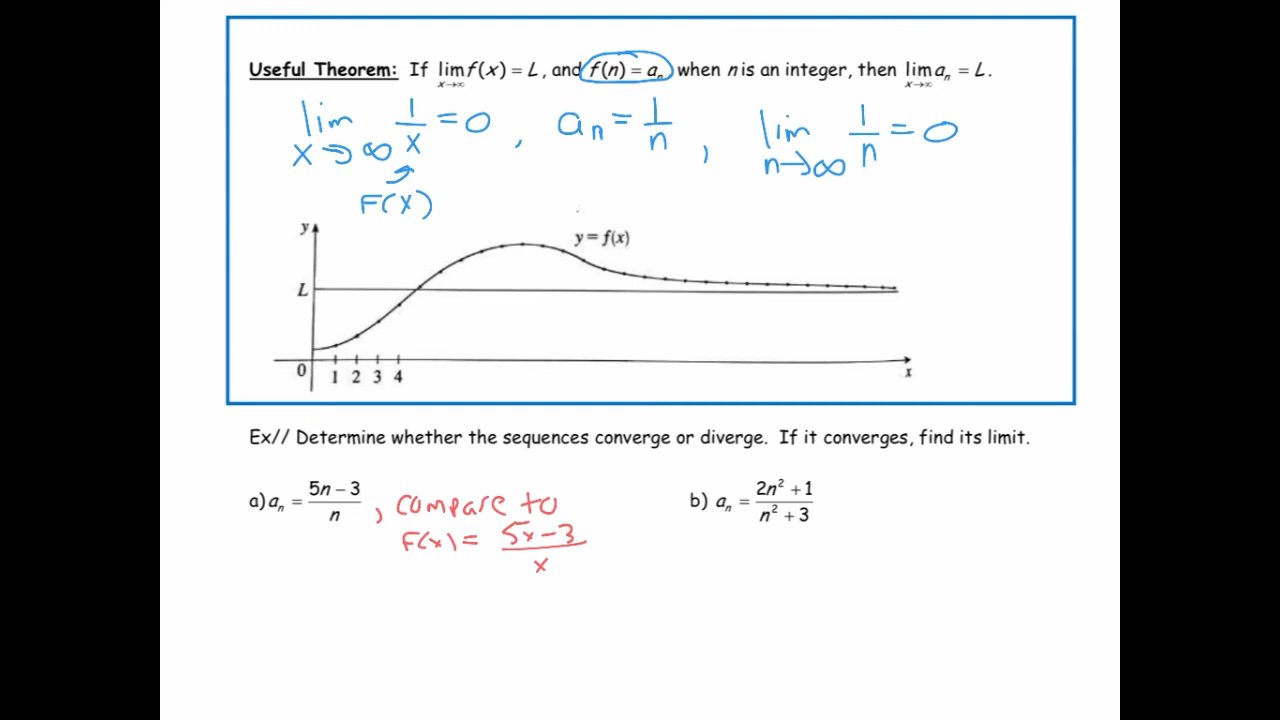 Useful Theorem: If lim f(x) = L, and f(n) = aₙ when n is an integer, then lim aₙ = L.
x→∞ x→∞
lim 1/x = 0 , aₙ = 1/n , lim 1/n = 0
x→∞ n→∞
F(x)
y
y = f(x)
L
0 1 2 3 4 x
Ex// Determine whether the sequences converge or diverge. If it converges, find its limit.
a) aₙ = (5n − 3)/n , compare to
F(x) = (5x − 3)/x
b) aₙ = (2n² + 1)/(n² + 3)